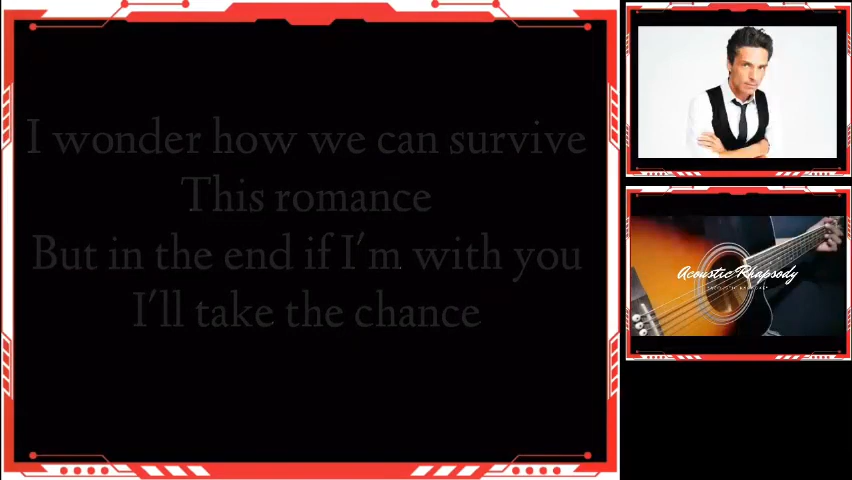 I wonder how we can survive
This romance
But in the end if I'm with you
I'll take the chance
Acoustic Rhapsody